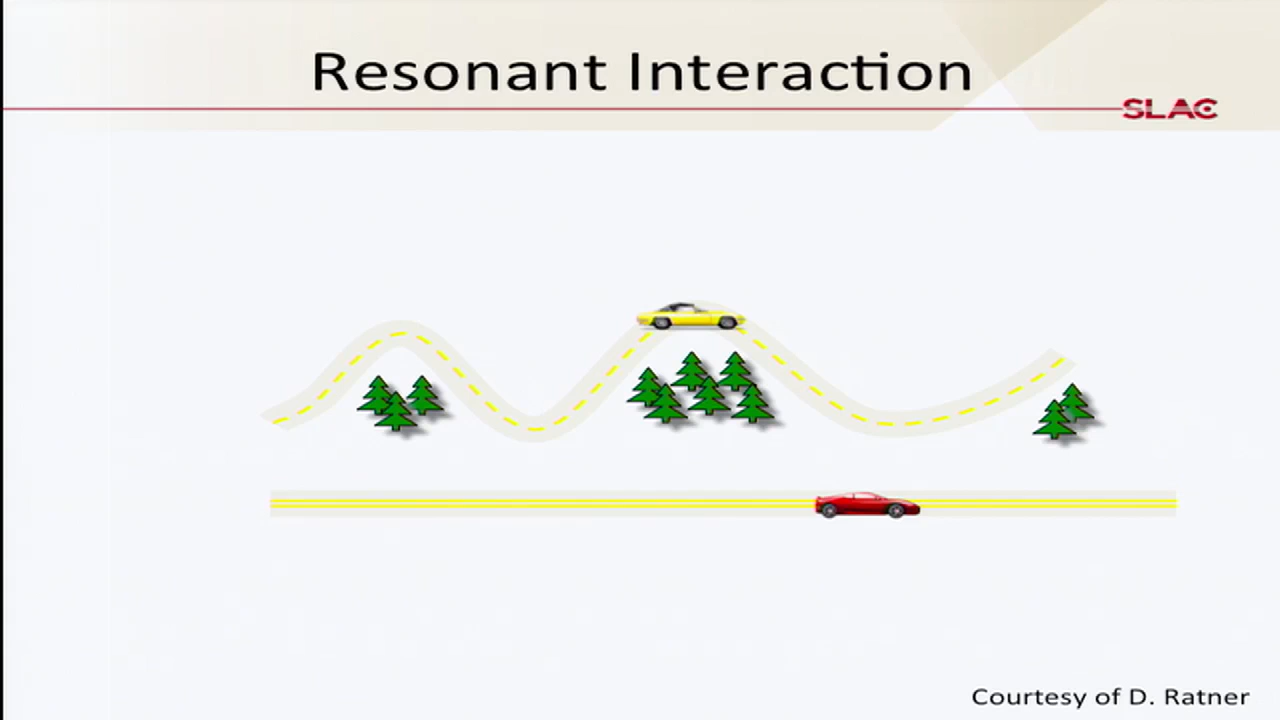 Resonant Interaction
SLAC
Courtesy of D. Ratner